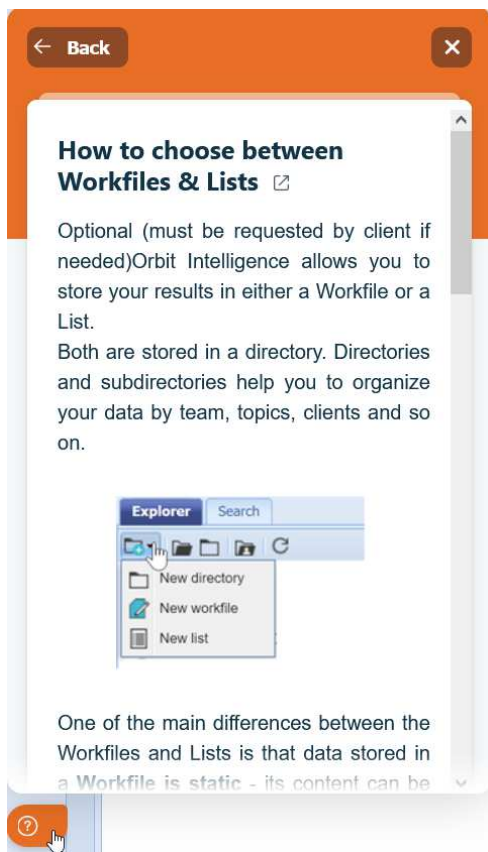 Back
How to choose between
Workfiles & Lists
Optional (must be requested by client if
needed)Orbit Intelligence allows you to
store your results in either a Workfile or a
List.
Both are stored in a directory. Directories
and subdirectories help you to organize
your data by team, topics, clients and so
on.
Explorer Search
New directory
New workfile
New list
One of the main differences between the
Workfiles and Lists is that data stored in
a Workfile is static - its content can be